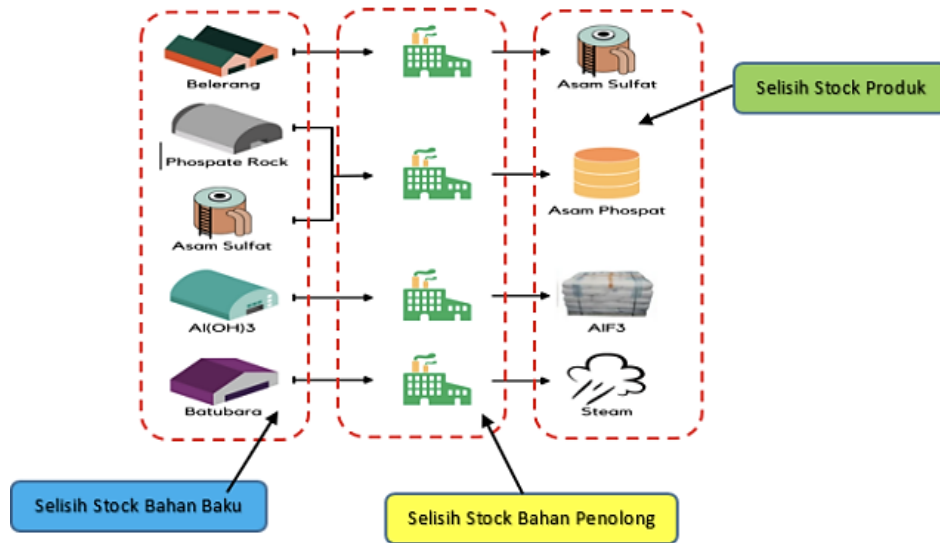 Belerang
Asam Sulfat
Selisih Stock Produk
Phospate Rock
Asam Phospat
Asam Sulfat
Al(OH)3
AlF3
Batubara
Steam
Selisih Stock Bahan Baku
Selisih Stock Bahan Penolong